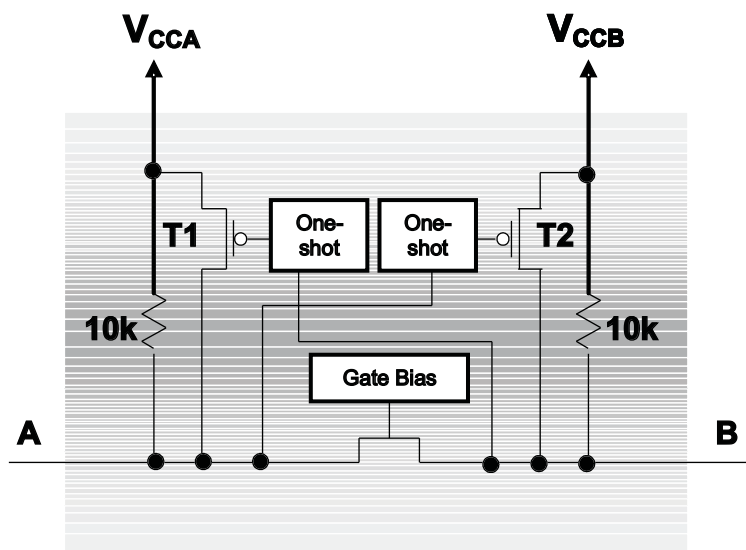 VCCA
VCCB
T1
One-
shot
One-
shot
T2
10k
10k
Gate Bias
A
B